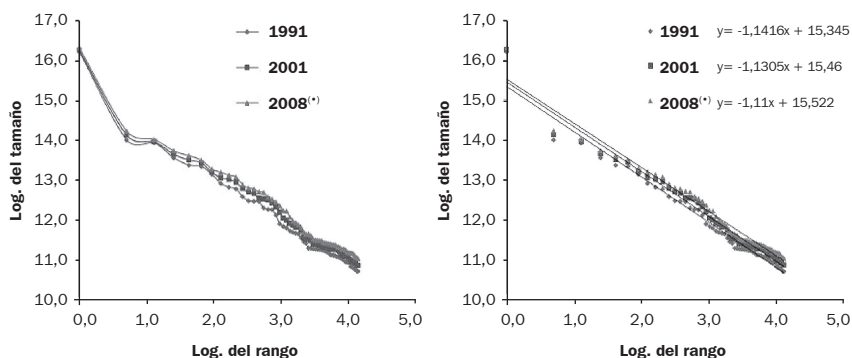 17,0
16,0
15,0
14,0
13,0
12,0
11,0
10,0
Log. del tamaño
1991
2001
2008(*)
0,0 1,0 2,0 3,0 4,0 5,0
Log. del rango
17,0
16,0
15,0
14,0
13,0
12,0
11,0
10,0
Log. del tamaño
1991 y= -1,1416x + 15,345
2001 y= -1,1305x + 15,46
2008(*) y= -1,11x + 15,522
0,0 1,0 2,0 3,0 4,0 5,0
Log. del rango